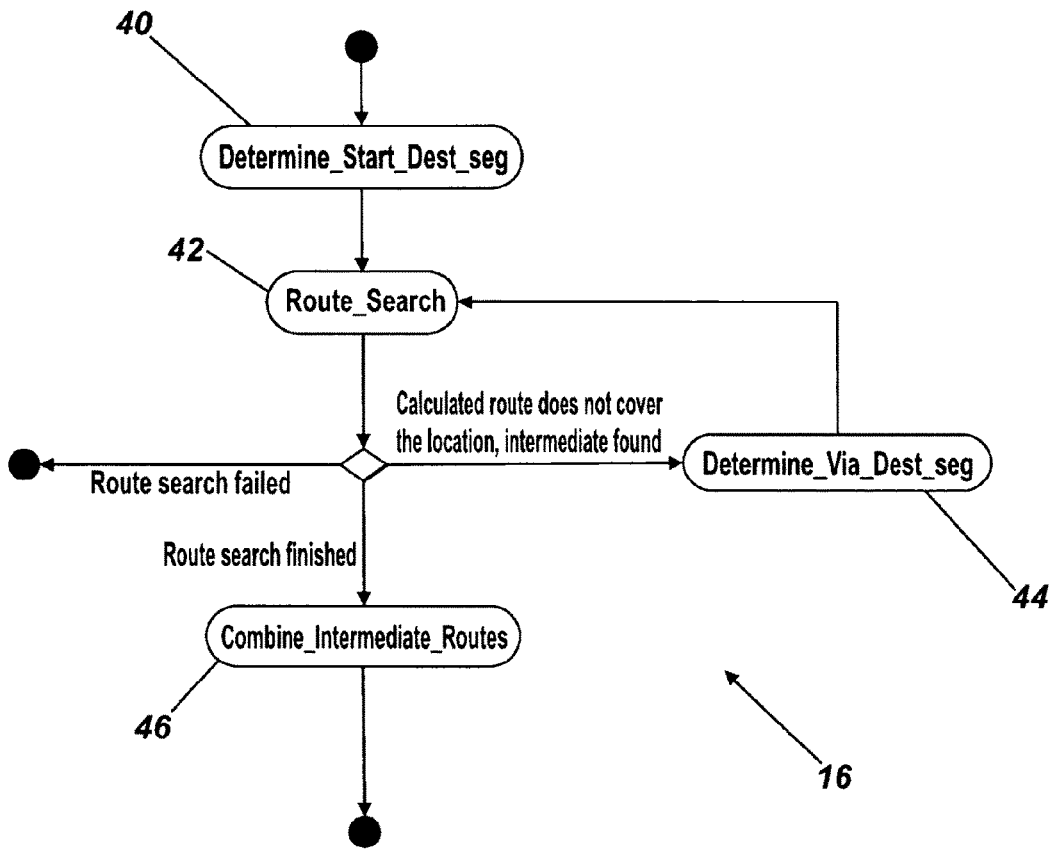 40
Determine_Start_Dest_seg
42
Route_Search
Calculated route does not cover
the location, intermediate found
Route search failed
Determine_Via_Dest_seg
Route search finished
44
Combine_Intermediate_Routes
46
16